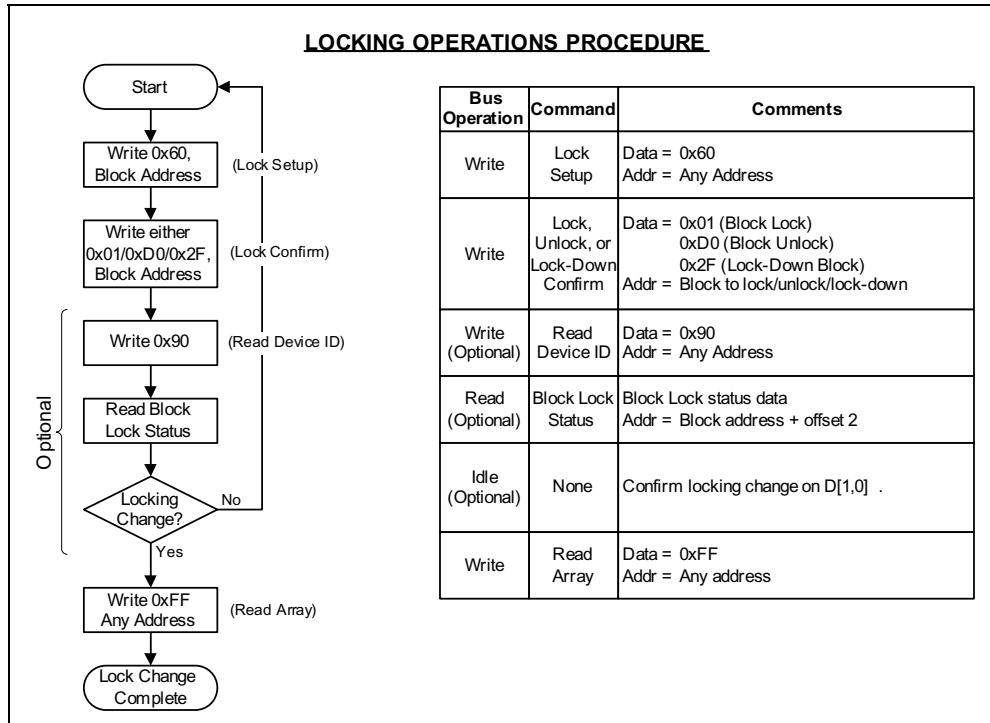 LOCKING OPERATIONS PROCEDURE
Start
Write 0x60,
Block Address
(Lock Setup)
Write either
0x01/0xD0/0x2F,
Block Address
(Lock Confirm)
Optional
Write 0x90
(Read Device ID)
Read Block
Lock Status
Locking
Change?
No
Yes
Write 0xFF
Any Address
(Read Array)
Lock Change
Complete
Bus
Operation
Command
Comments
Write
Lock
Setup
Data = 0x60
Addr = Any Address
Write
Lock,
Unlock, or
Lock-Down
Confirm
Data = 0x01 (Block Lock)
0xD0 (Block Unlock)
0x2F (Lock-Down Block)
Addr = Block to lock/unlock/lock-down
Write
(Optional)
Read
Device ID
Data = 0x90
Addr = Any Address
Read
(Optional)
Block Lock
Status
Block Lock status data
Addr = Block address + offset 2
Idle
(Optional)
None
Confirm locking change on D[1,0] .
Write
Read
Array
Data = 0xFF
Addr = Any address